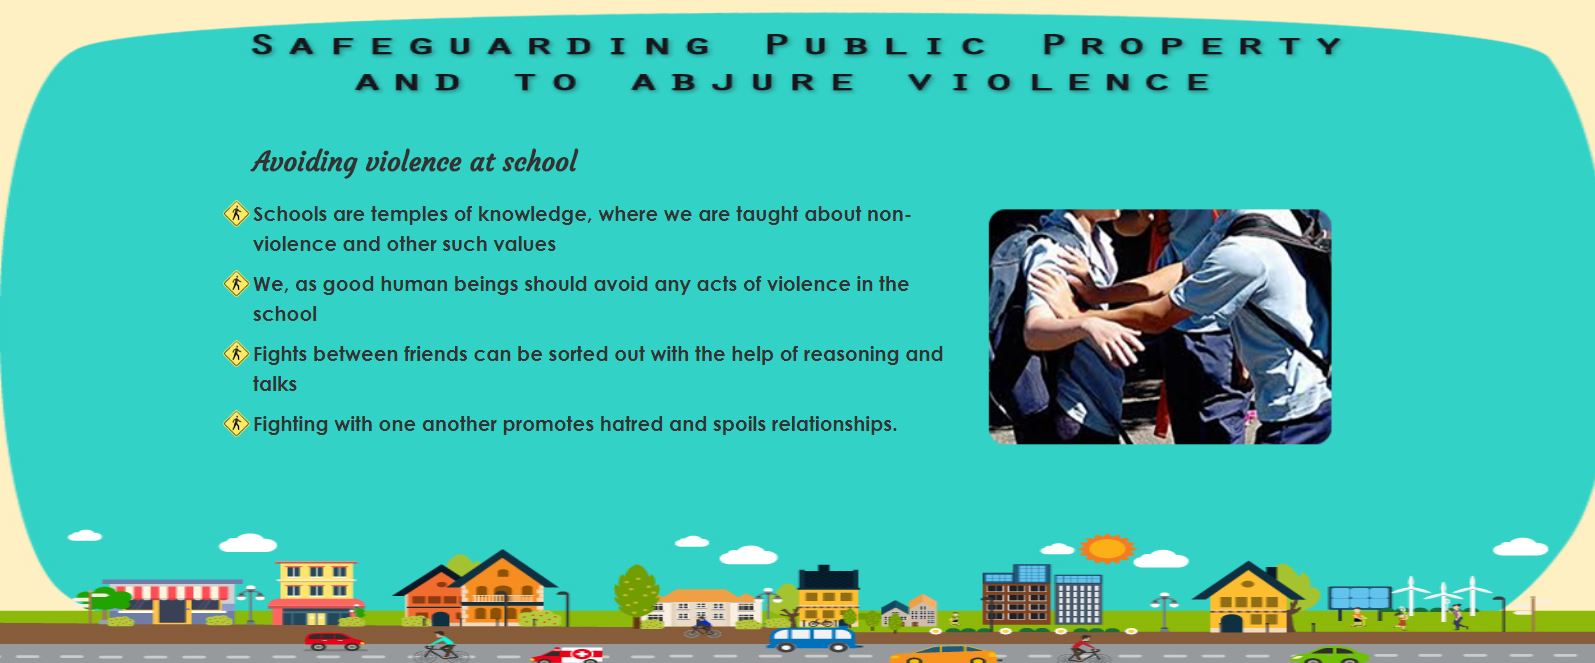 Safeguarding Public Property
and to abjure violence
Avoiding violence at school
Schools are temples of knowledge, where we are taught about non-
violence and other such values
We, as good human beings should avoid any acts of violence in the
school
Fights between friends can be sorted out with the help of reasoning and
talks
Fighting with one another promotes hatred and spoils relationships.